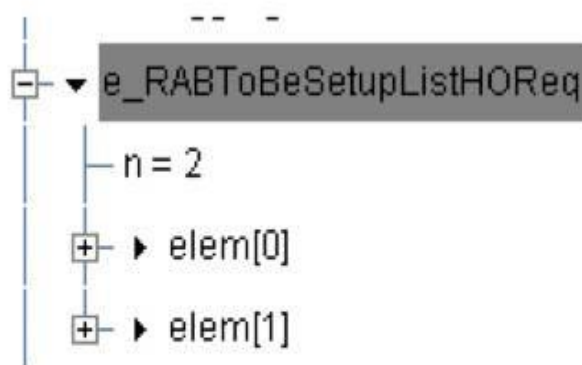 e_RABToBeSetupListHOReq
n = 2
elem[0]
elem[1]